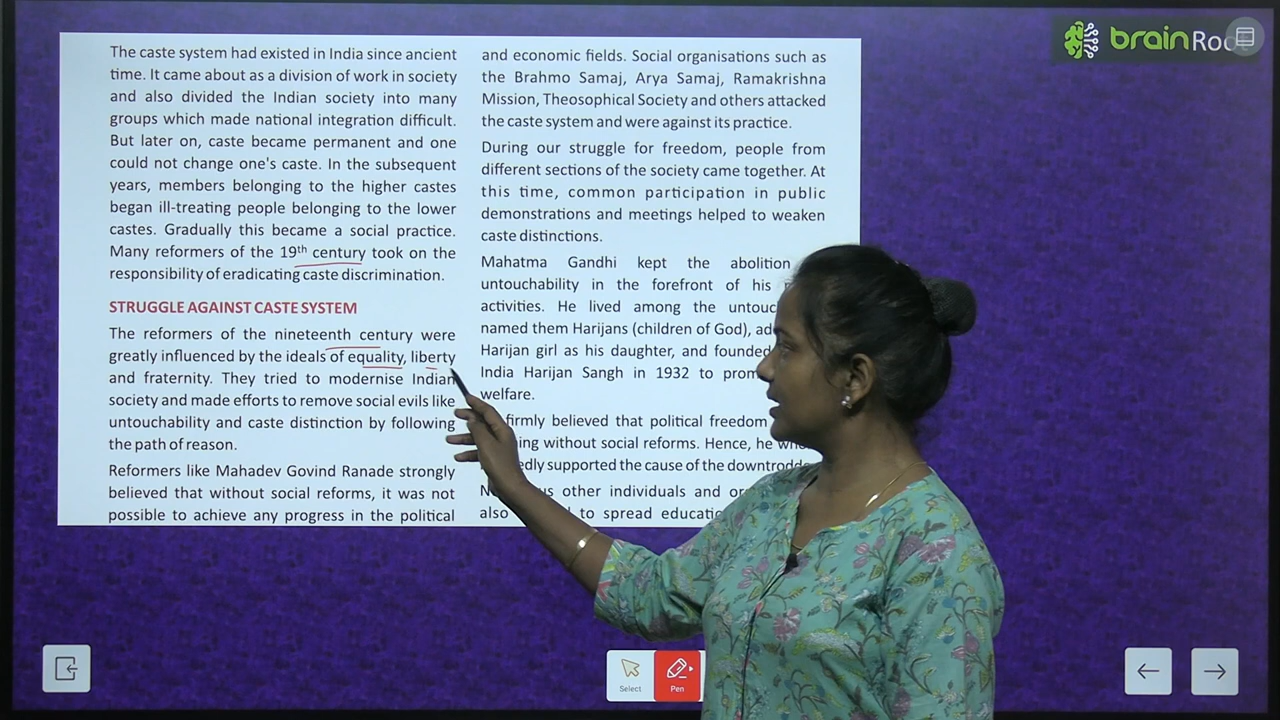 The caste system had existed in India since ancient
time. It came about as a division of work in society
and also divided the Indian society into many
groups which made national integration difficult.
But later on, caste became permanent and one
could not change one's caste. In the subsequent
years, members belonging to the higher castes
began ill-treating people belonging to the lower
castes. Gradually this became a social practice.
Many reformers of the 19th century took on the
responsibility of eradicating caste discrimination.
STRUGGLE AGAINST CASTE SYSTEM
The reformers of the nineteenth century were
greatly influenced by the ideals of equality, liberty
and fraternity. They tried to modernise Indian
society and made efforts to remove social evils like
untouchability and caste distinction by following
the path of reason.
Reformers like Mahadev Govind Ranade strongly
believed that without social reforms, it was not
possible to achieve any progress in the political
and economic fields. Social organisations such as
the Brahmo Samaj, Arya Samaj, Ramakrishna
Mission, Theosophical Society and others attacked
the caste system and were against its practice.
During our struggle for freedom, people from
different sections of the society came together. At
this time, common participation in public
demonstrations and meetings helped to weaken
caste distinctions.
Mahatma Gandhi kept the abolition
untouchability in the forefront of his
activities. He lived among the
named them Harijans (children of God),
Harijan girl as his daughter, and founded
India Harijan Sangh in 1932 to
welfare.
firmly believed that political freedom
without social reforms. Hence, he
supported the cause of the
other individuals and
also to spread
brain
Select
Pen